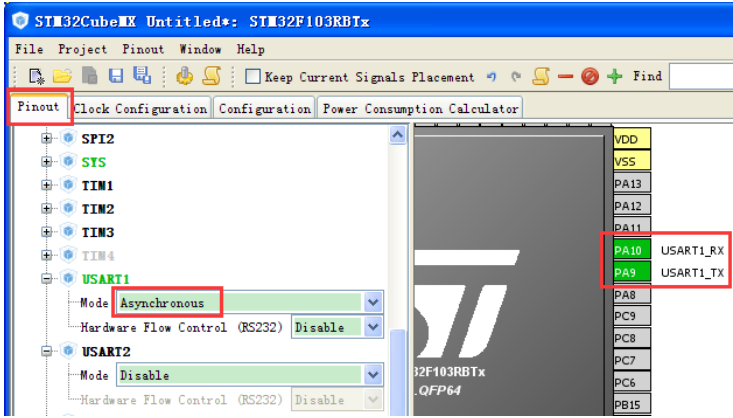 STM32CubeMX Untitled*: STM32F103RBTx
File Project Pinout Window Help
Keep Current Signals Placement Find
Pinout Clock Configuration Configuration Power Consumption Calculator
SPI2
SYS
TIM1
TIM2
TIM3
TIM4
USART1
Mode Asynchronous
Hardware Flow Control (RS232) Disable
USART2
Mode Disable
Hardware Flow Control (RS232) Disable
VDD
VSS
PA13
PA12
PA11
PA10 USART1_RX
PA9 USART1_TX
PA8
PC9
PC8
PC7
PC6
PB15
32F103RBTx
QFP64